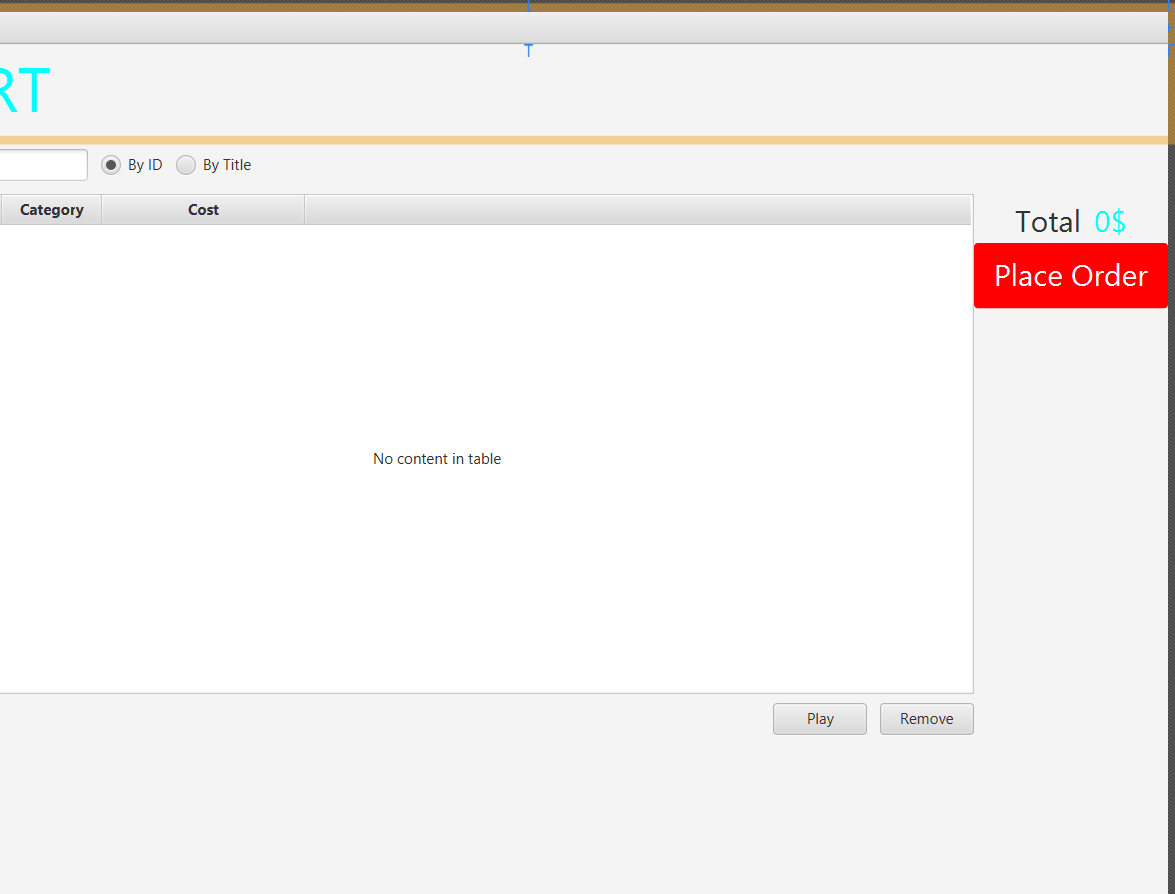 RT
By ID By Title
Category Cost
Total 0$
Place Order
No content in table
Play Remove